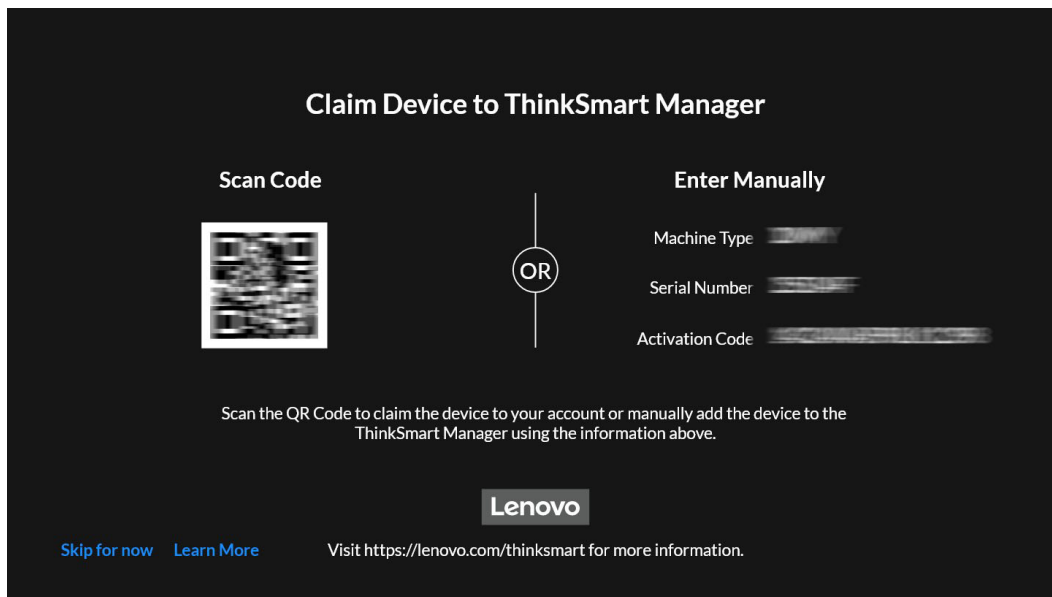 Claim Device to ThinkSmart Manager
Scan Code
OR
Enter Manually
Machine Type
Serial Number
Activation Code
Scan the QR Code to claim the device to your account or manually add the device to the
ThinkSmart Manager using the information above.
Lenovo
Skip for now Learn More Visit https://lenovo.com/thinksmart for more information.